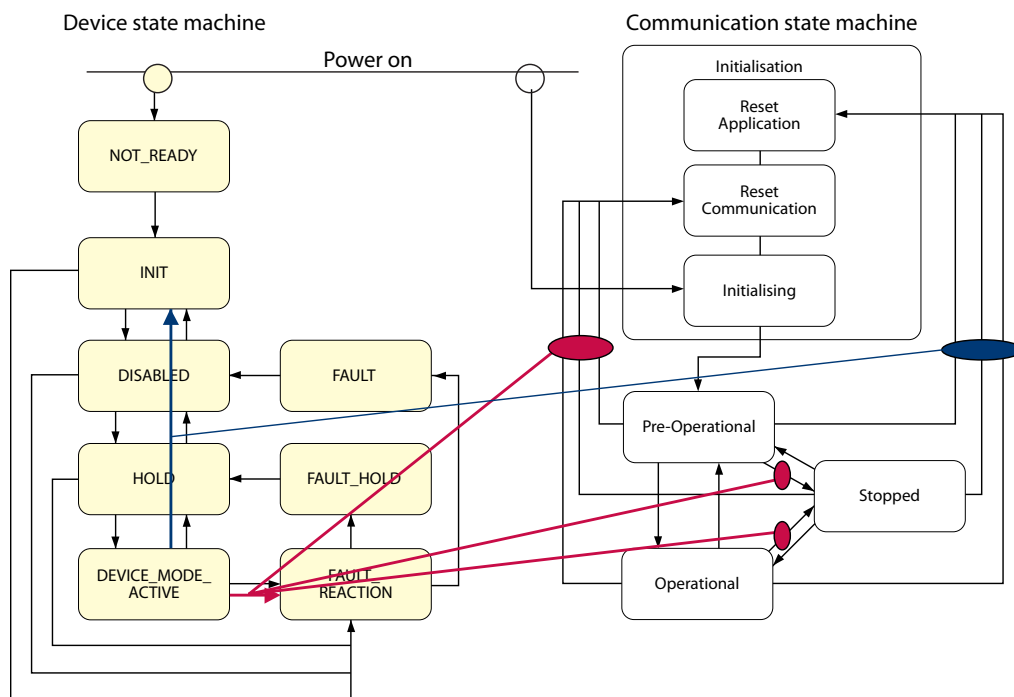 Device state machine
Communication state machine
Power on
Initialisation
Reset
Application
NOT_READY
Reset
Communication
INIT
Initialising
DISABLED
FAULT
Pre-Operational
HOLD
FAULT_HOLD
Stopped
DEVICE_MODE_
ACTIVE
FAULT_
REACTION
Operational